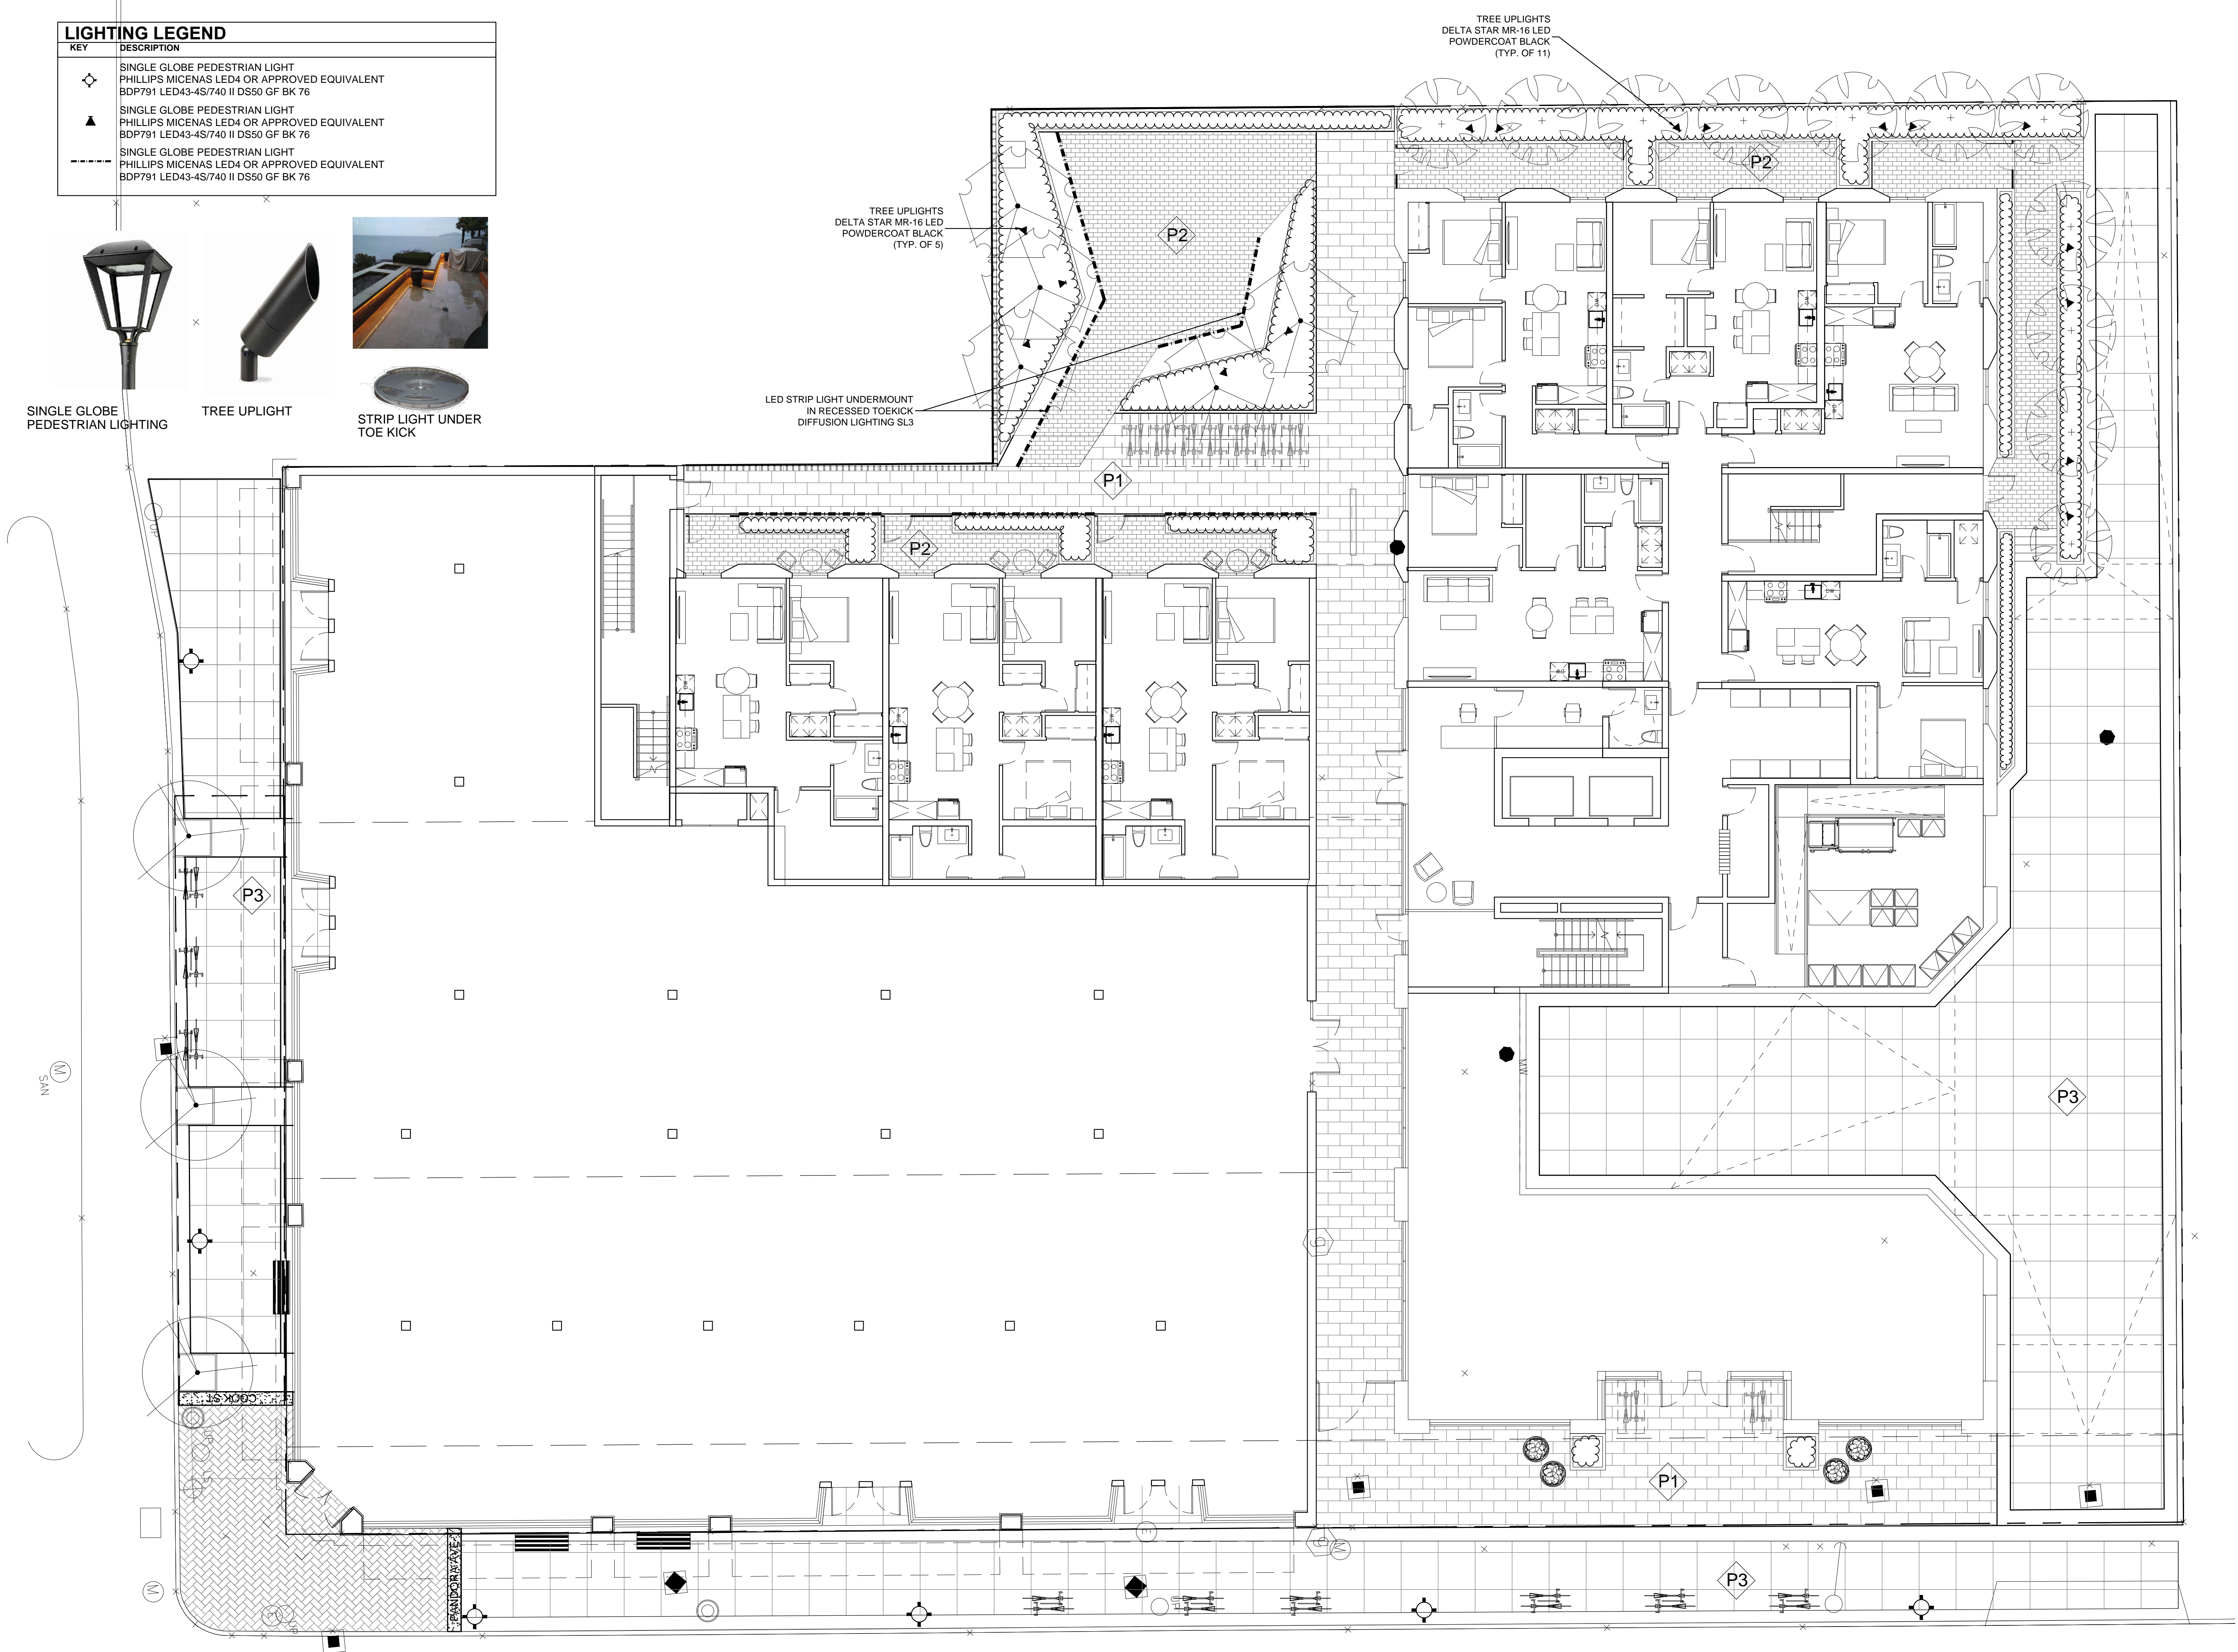 LIGHTING LEGEND
KEY DESCRIPTION
SINGLE GLOBE PEDESTRIAN LIGHT
PHILLIPS MICENAS LED4 OR APPROVED EQUIVALENT
BDP791 LED43-4S/740 II DS50 GF BK 76
SINGLE GLOBE PEDESTRIAN LIGHT
PHILLIPS MICENAS LED4 OR APPROVED EQUIVALENT
BDP791 LED43-4S/740 II DS50 GF BK 76
SINGLE GLOBE PEDESTRIAN LIGHT
PHILLIPS MICENAS LED4 OR APPROVED EQUIVALENT
BDP791 LED43-4S/740 II DS50 GF BK 76
SINGLE GLOBE
PEDESTRIAN LIGHTING
TREE UPLIGHT
STRIP LIGHT UNDER
TOE KICK
TREE UPLIGHTS
DELTA STAR MR-16 LED
POWDERCOAT BLACK
(TYP. OF 11)
TREE UPLIGHTS
DELTA STAR MR-16 LED
POWDERCOAT BLACK
(TYP. OF 5)
LED STRIP LIGHT UNDERMOUNT
IN RECESSED TOEKICK
DIFFUSION LIGHTING SL3
P2
P2
P1
P2
UP
P3
M
SAN
MW
P3
g
COOK ST
UP
LS
P1
PANDORA AVE
E
g
M
P3
M
E
UP